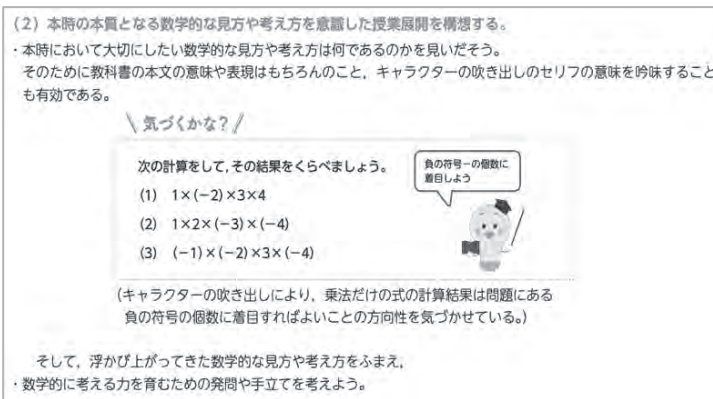 （2）本時の本質となる数学的な見方や考え方を意識した授業展開を構想する。
・本時において大切にしたい数学的な見方や考え方は何であるのかを見いだそう。
そのために教科書の本文の意味や表現はもちろんのこと，キャラクターの吹き出しのセリフの意味を吟味すること
も有効である。
\ 気づくかな？ /
次の計算をして，その結果をくらべましょう。
(1) 1×(−2)×3×4
(2) 1×2×(−3)×(−4)
(3) (−1)×(−2)×3×(−4)
負の符号−の個数に
着目しよう
（キャラクターの吹き出しにより，乗法だけの式の計算結果は問題にある
負の符号の個数に着目すればよいことの方向性を気づかせている。）
そして，浮かび上がってきた数学的な見方や考え方をふまえ，
・数学的に考える力を育むための発問や手立てを考えよう。